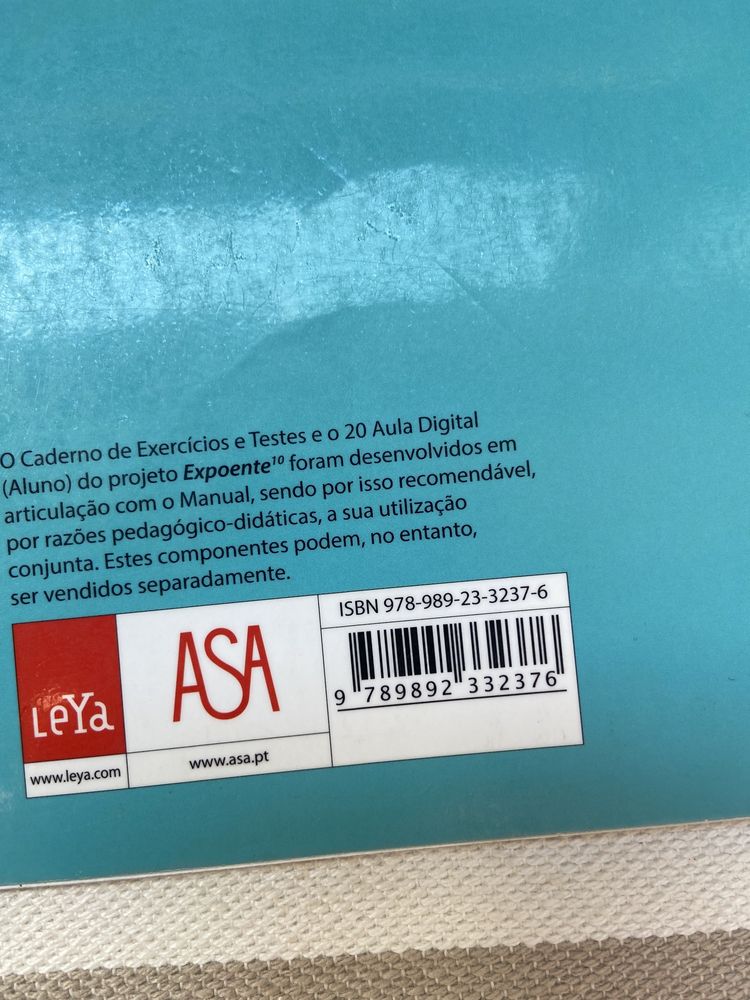 O Caderno de Exercícios e Testes e o 20 Aula Digital
(Aluno) do projeto Expoente¹⁰ foram desenvolvidos em
articulação com o Manual, sendo por isso recomendável,
por razões pedagógico-didáticas, a sua utilização
conjunta. Estes componentes podem, no entanto,
ser vendidos separadamente.
ISBN 978-989-23-3237-6
LeYa
ASA
9 789892 332376
www.leya.com
www.asa.pt